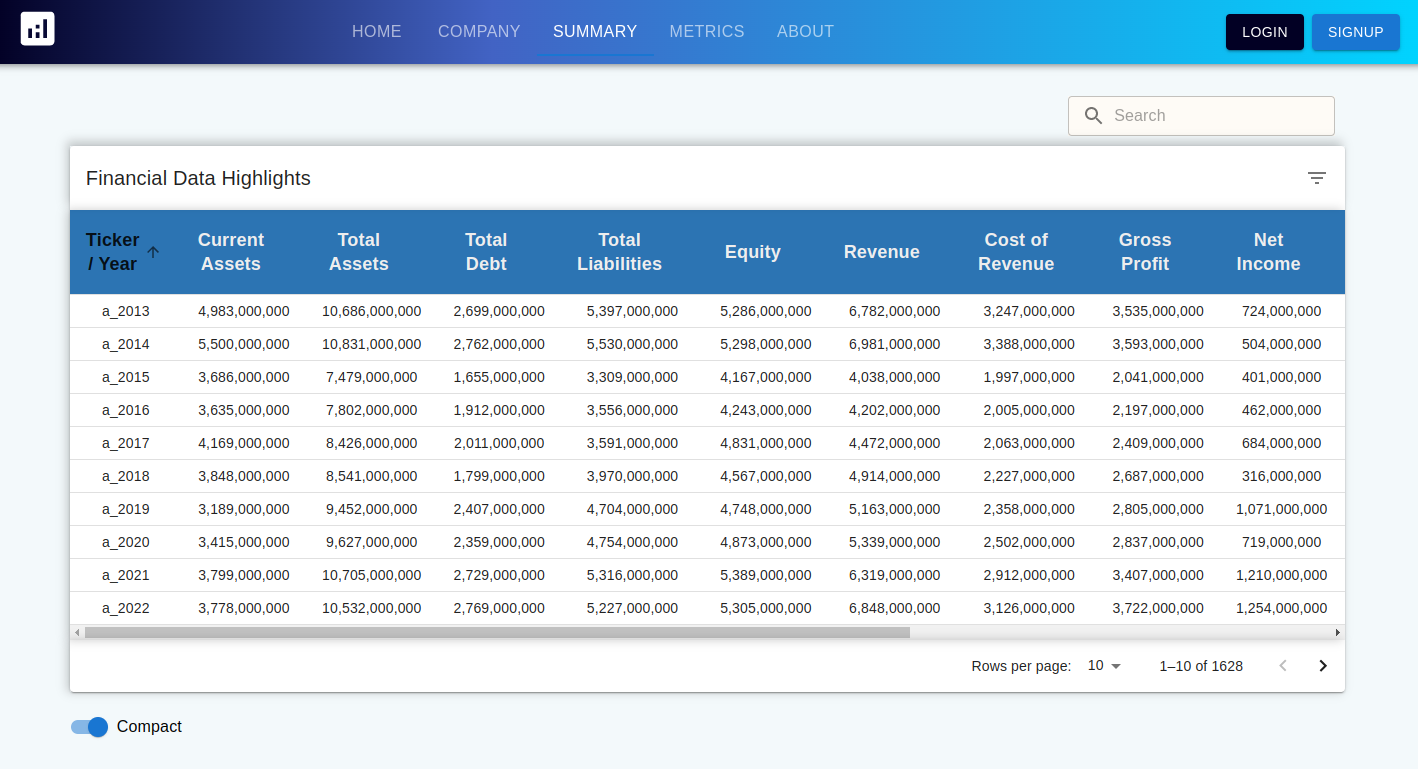 HOME COMPANY SUMMARY METRICS ABOUT LOGIN SIGNUP
Search
Financial Data Highlights
Ticker / Year Current Assets Total Assets Total Debt Total Liabilities Equity Revenue Cost of Revenue Gross Profit Net Income
a_2013 4,983,000,000 10,686,000,000 2,699,000,000 5,397,000,000 5,286,000,000 6,782,000,000 3,247,000,000 3,535,000,000 724,000,000
a_2014 5,500,000,000 10,831,000,000 2,762,000,000 5,530,000,000 5,298,000,000 6,981,000,000 3,388,000,000 3,593,000,000 504,000,000
a_2015 3,686,000,000 7,479,000,000 1,655,000,000 3,309,000,000 4,167,000,000 4,038,000,000 1,997,000,000 2,041,000,000 401,000,000
a_2016 3,635,000,000 7,802,000,000 1,912,000,000 3,556,000,000 4,243,000,000 4,202,000,000 2,005,000,000 2,197,000,000 462,000,000
a_2017 4,169,000,000 8,426,000,000 2,011,000,000 3,591,000,000 4,831,000,000 4,472,000,000 2,063,000,000 2,409,000,000 684,000,000
a_2018 3,848,000,000 8,541,000,000 1,799,000,000 3,970,000,000 4,567,000,000 4,914,000,000 2,227,000,000 2,687,000,000 316,000,000
a_2019 3,189,000,000 9,452,000,000 2,407,000,000 4,704,000,000 4,748,000,000 5,163,000,000 2,358,000,000 2,805,000,000 1,071,000,000
a_2020 3,415,000,000 9,627,000,000 2,359,000,000 4,754,000,000 4,873,000,000 5,339,000,000 2,502,000,000 2,837,000,000 719,000,000
a_2021 3,799,000,000 10,705,000,000 2,729,000,000 5,316,000,000 5,389,000,000 6,319,000,000 2,912,000,000 3,407,000,000 1,210,000,000
a_2022 3,778,000,000 10,532,000,000 2,769,000,000 5,227,000,000 5,305,000,000 6,848,000,000 3,126,000,000 3,722,000,000 1,254,000,000
Rows per page: 10 1–10 of 1628
Compact